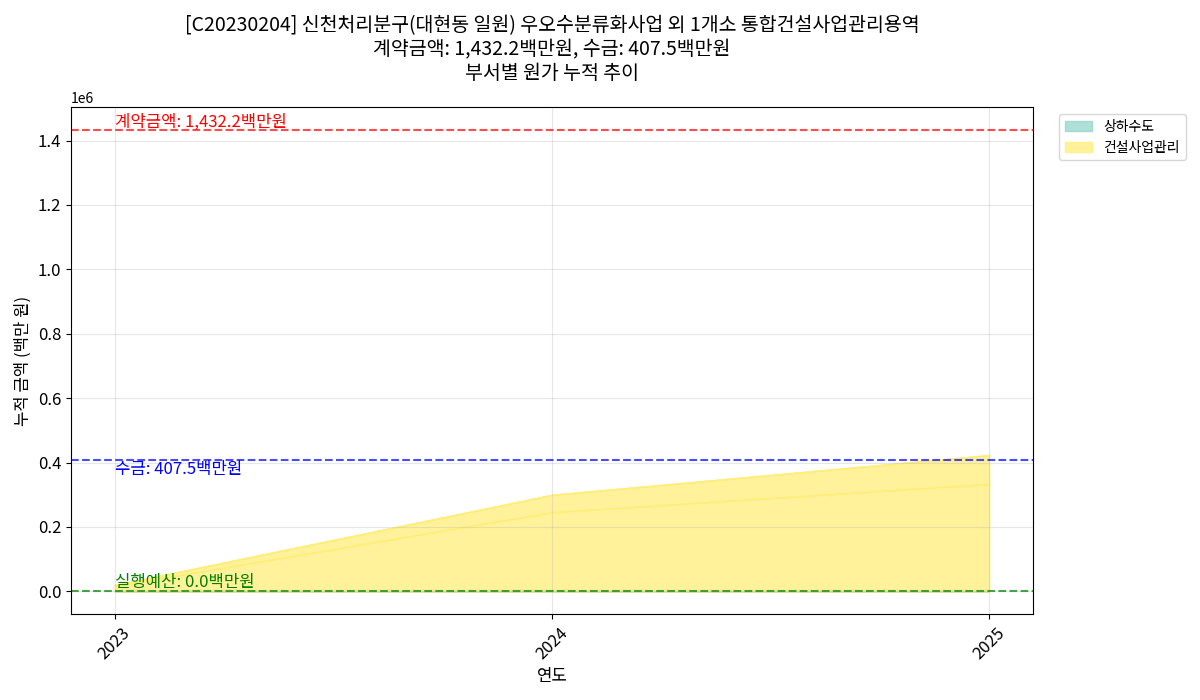 [C20230204] 신천처리분구(대현동 일원) 우오수분류화사업 외 1개소 통합건설사업관리용역
계약금액: 1,432.2백만원, 수금: 407.5백만원
부서별 원가 누적 추이
1e6
계약금액: 1,432.2백만원
상하수도
건설사업관리
1.4
1.2
1.0
0.8
0.6
0.4
0.2
0.0
누적 금액 (백만 원)
수금: 407.5백만원
실행예산: 0.0백만원
2023
2024
2025
연도